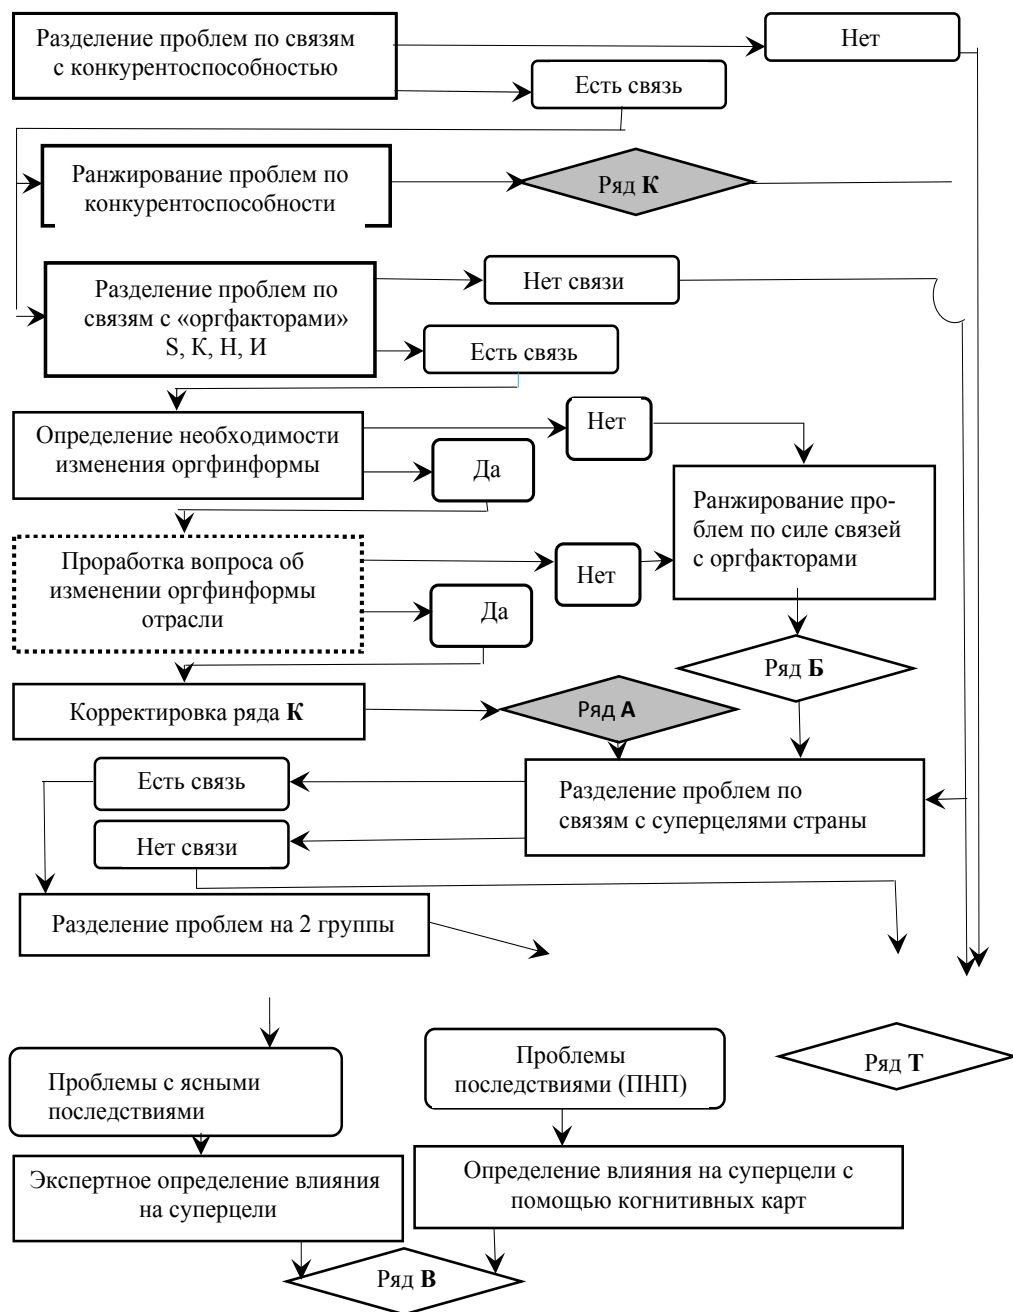 Разделение проблем по связям
с конкурентоспособностью
Нет
Есть связь
Ранжирование проблем по
конкурентоспособности
Ряд К
Разделение проблем по
связям с «оргфакторами»
S, К, Н, И
Нет связи
Есть связь
Определение необходимости
изменения оргфинформы
Нет
Да
Ранжирование про-
блем по силе связей
с оргфакторами
Проработка вопроса об
изменении оргфинформы
отрасли
Нет
Да
Ряд Б
Корректировка ряда К
Ряд А
Есть связь
Разделение проблем по
связям с суперцелями страны
Нет связи
Разделение проблем на 2 группы
Проблемы с ясными
последствиями
Проблемы
последствиями (ПНП)
Ряд Т
Экспертное определение влияния
на суперцели
Определение влияния на суперцели с
помощью когнитивных карт
Ряд В